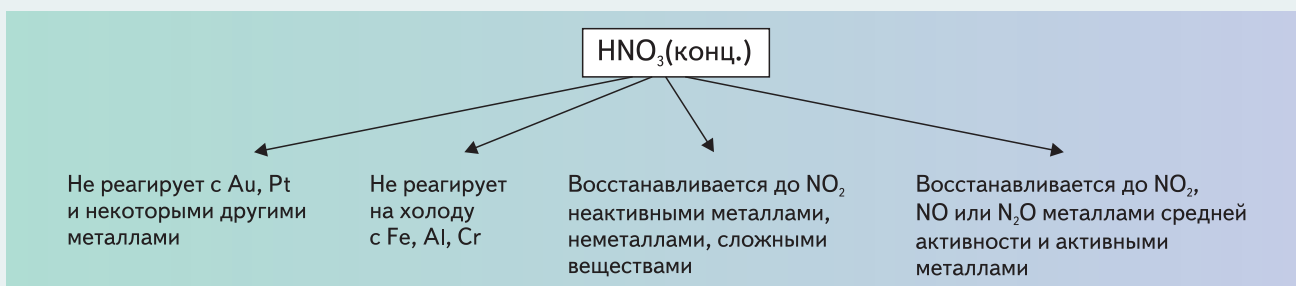 HNO₃(конц.)
Не реагирует с Au, Pt
и некоторыми другими
металлами
Не реагирует
на холоду
с Fe, Al, Cr
Восстанавливается до NO₂
неактивными металлами,
неметаллами, сложными
веществами
Восстанавливается до NO₂,
NO или N₂O металлами средней
активности и активными
металлами